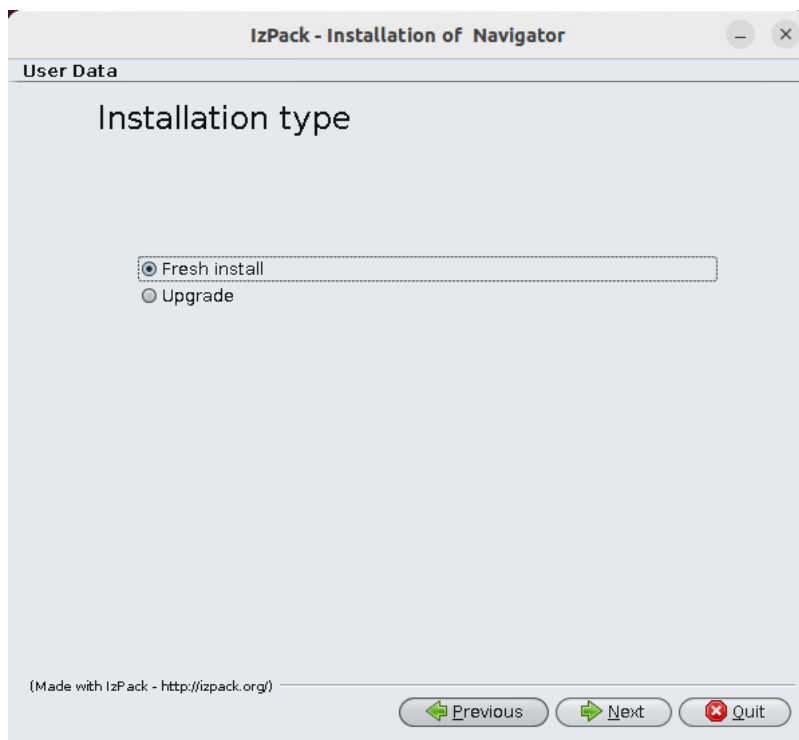 IzPack - Installation of Navigator
User Data
Installation type
Fresh install
Upgrade
(Made with IzPack - http://izpack.org/)
Previous Next Quit